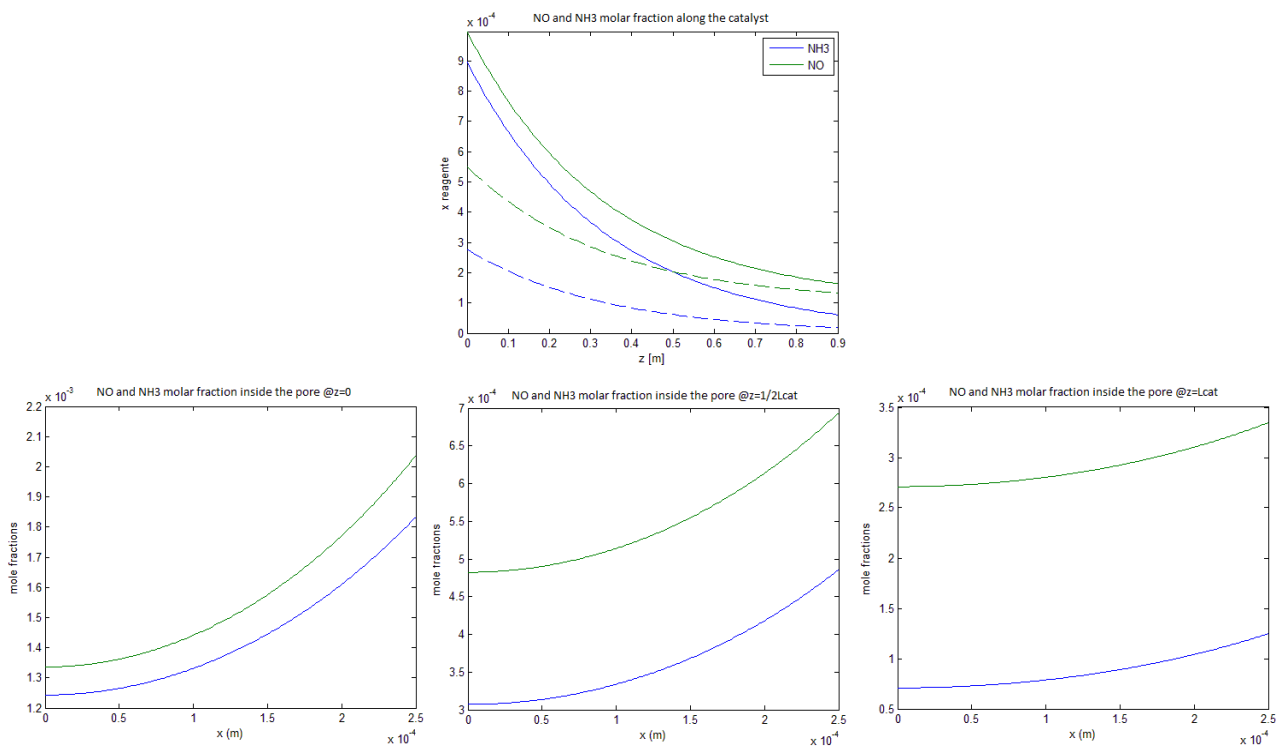 NO and NH3 molar fraction along the catalyst
x 10-4
NH3
NO
9
8
7
6
5
4
3
2
1
0
x reagente
0 0.1 0.2 0.3 0.4 0.5 0.6 0.7 0.8 0.9
z [m]
NO and NH3 molar fraction inside the pore @z=0
x 10-3
2.2
2.1
2
1.9
1.8
1.7
1.6
1.5
1.4
1.3
1.2
mole fractions
0 0.5 1 1.5 2 2.5
x (m)
x 10-4
NO and NH3 molar fraction inside the pore @z=1/2Lcat
x 10-4
7
6.5
6
5.5
5
4.5
4
3.5
3
mole fractions
0 0.5 1 1.5 2 2.5
x (m)
x 10-4
NO and NH3 molar fraction inside the pore @z=Lcat
x 10-4
3.5
3
2.5
2
1.5
1
0.5
mole fractions
0 0.5 1 1.5 2 2.5
x (m)
x 10-4